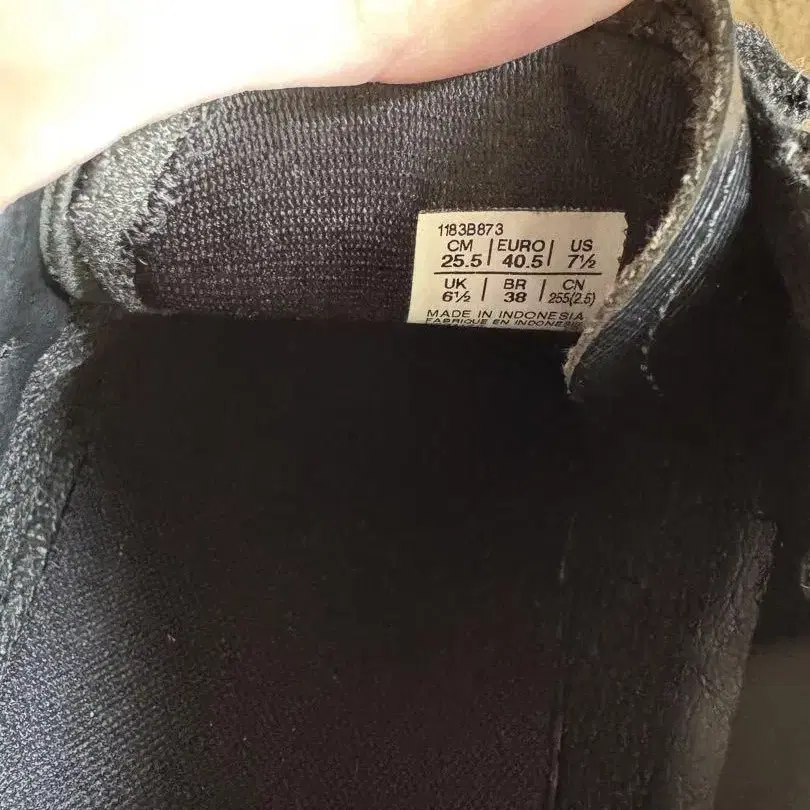 1183B873
CM | EURO | US
25.5 | 40.5 | 7½
UK | BR | CN
6½ | 38 | 255(2.5)
MADE IN INDONESIA
FABRIQUE EN INDONESIE